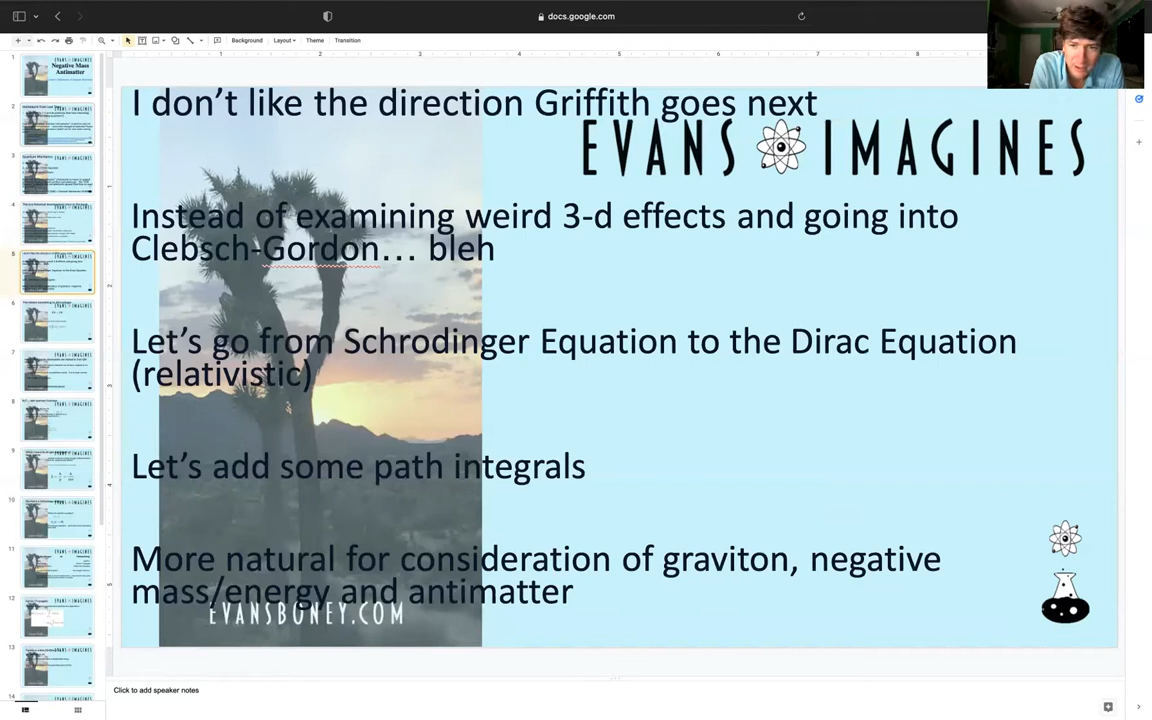 docs.google.com
Background
Layout
Theme
Transition
Negative Mass
Antimatter
I don't like the direction Griffith goes next
EVANS IMAGINES
Instead of examining weird 3-d effects and going into
Clebsch-Gordon… bleh
Let's go from Schrodinger Equation to the Dirac Equation
(relativistic)
Let's add some path integrals
More natural for consideration of graviton, negative
mass/energy and antimatter
EVANSBONEY.COM
Click to add speaker notes